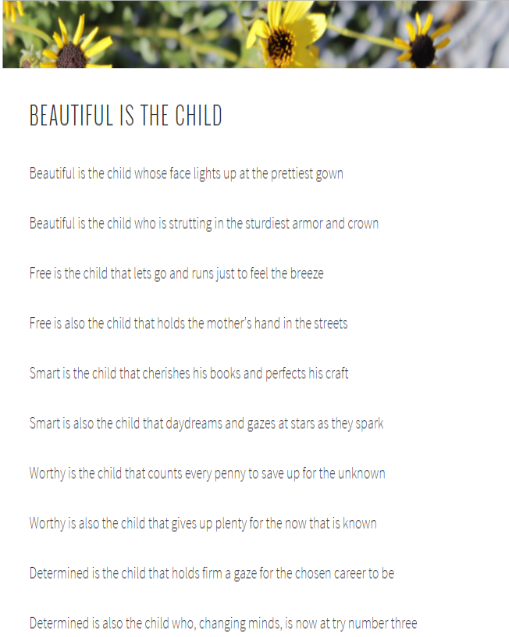 BEAUTIFUL IS THE CHILD
Beautiful is the child whose face lights up at the prettiest gown
Beautiful is the child who is strutting in the sturdiest armor and crown
Free is the child that lets go and runs just to feel the breeze
Free is also the child that holds the mother's hand in the streets
Smart is the child that cherishes his books and perfects his craft
Smart is also the child that daydreams and gazes at stars as they spark
Worthy is the child that counts every penny to save up for the unknown
Worthy is also the child that gives up plenty for the now that is known
Determined is the child that holds firm a gaze for the chosen career to be
Determined is also the child who, changing minds, is now at try number three